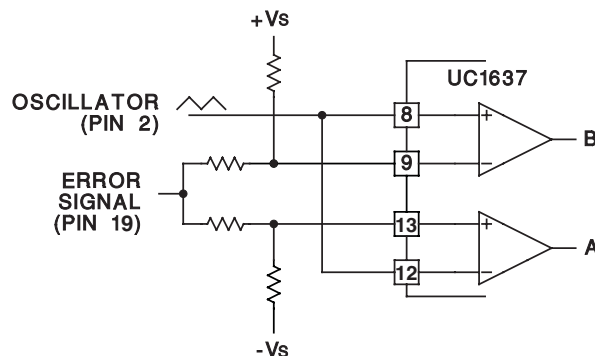 +Vs
UC1637
OSCILLATOR
(PIN 2)
8
+
B
9
−
ERROR
SIGNAL
(PIN 19)
13
+
A
12
−
-Vs